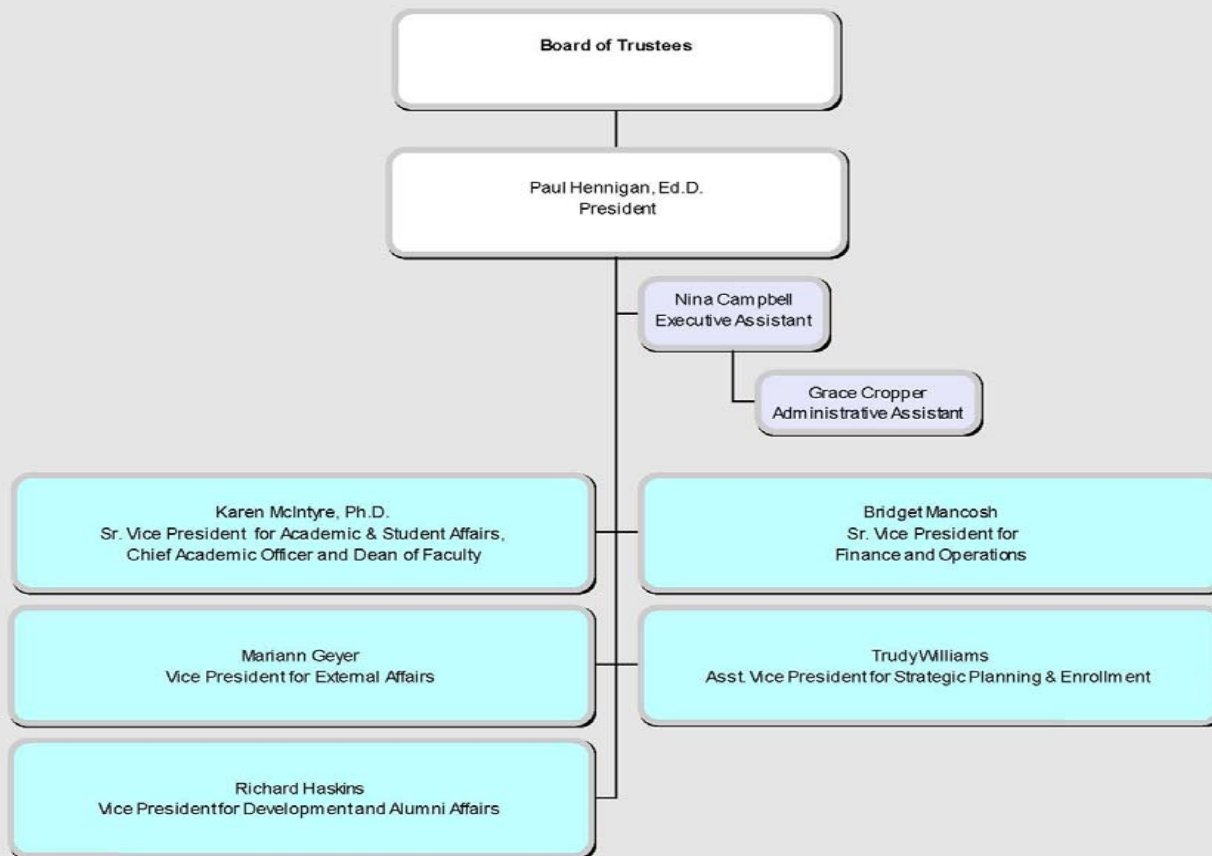 Board of Trustees
Paul Hennigan, Ed.D.
President
Nina Campbell
Executive Assistant
Grace Cropper
Administrative Assistant
Karen McIntyre, Ph.D.
Sr. Vice President for Academic & Student Affairs,
Chief Academic Officer and Dean of Faculty
Bridget Mancosh
Sr. Vice President for
Finance and Operations
Mariann Geyer
Vice President for External Affairs
Trudy Williams
Asst. Vice President for Strategic Planning & Enrollment
Richard Haskins
Vice President for Development and Alumni Affairs